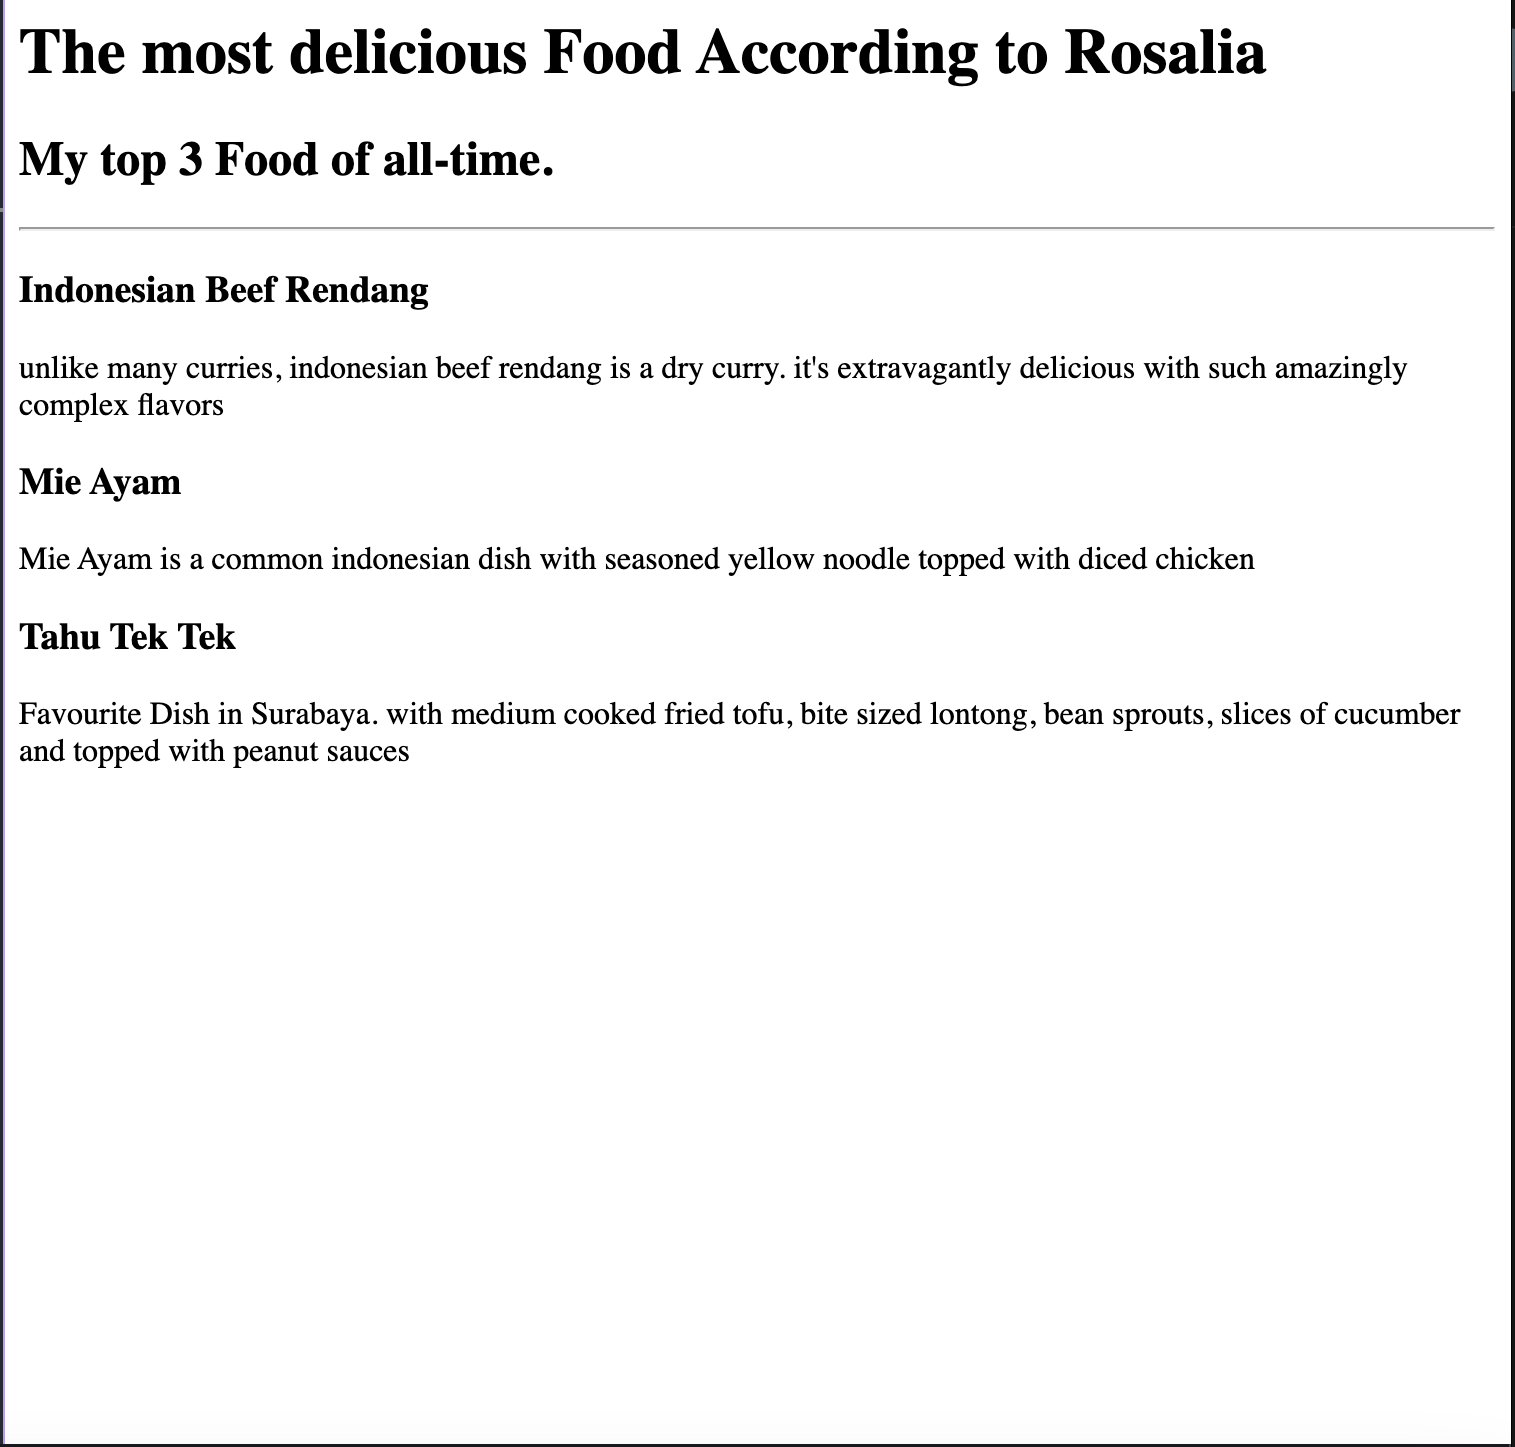 The most delicious Food According to Rosalia
My top 3 Food of all-time.
Indonesian Beef Rendang
unlike many curries, indonesian beef rendang is a dry curry. it's extravagantly delicious with such amazingly
complex flavors
Mie Ayam
Mie Ayam is a common indonesian dish with seasoned yellow noodle topped with diced chicken
Tahu Tek Tek
Favourite Dish in Surabaya. with medium cooked fried tofu, bite sized lontong, bean sprouts, slices of cucumber
and topped with peanut sauces